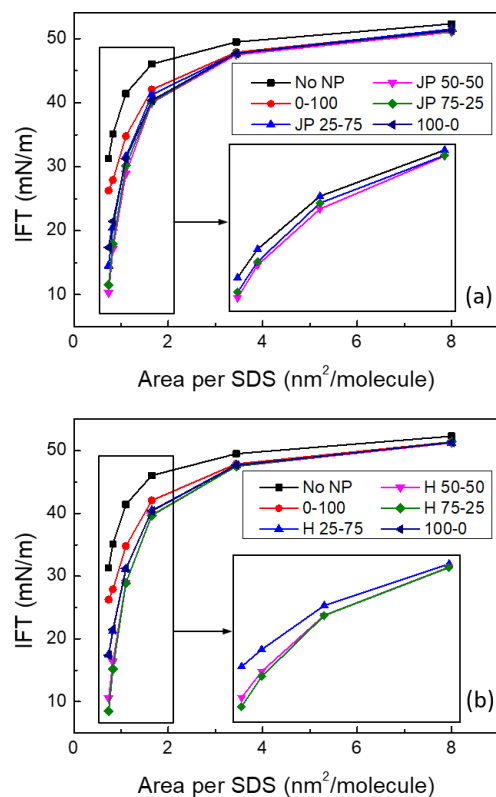 50
40
30
20
10
IFT (mN/m)
No NP
JP 50-50
0-100
JP 75-25
JP 25-75
100-0
(a)
0
2
4
6
8
Area per SDS (nm²/molecule)
50
40
30
20
10
IFT (mN/m)
No NP
H 50-50
0-100
H 75-25
H 25-75
100-0
(b)
0
2
4
6
8
Area per SDS (nm²/molecule)